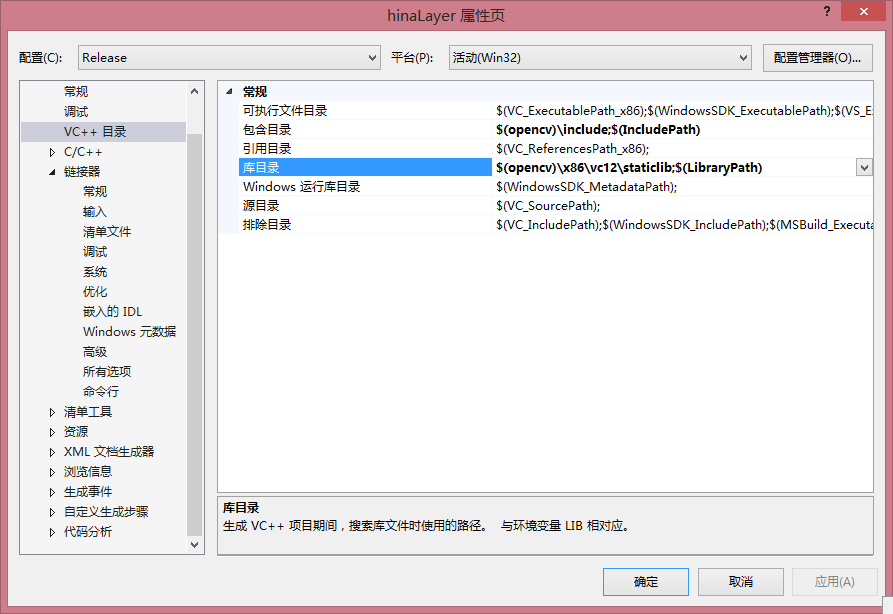 hinaLayer 属性页
?
配置(C): Release 平台(P): 活动(Win32) 配置管理器(O)...
常规
调试
VC++ 目录
C/C++
链接器
常规
输入
清单文件
调试
系统
优化
嵌入的 IDL
Windows 元数据
高级
所有选项
命令行
清单工具
资源
XML 文档生成器
浏览信息
生成事件
自定义生成步骤
代码分析
常规
可执行文件目录 $(VC_ExecutablePath_x86);$(WindowsSDK_ExecutablePath);$(VS_E
包含目录 $(opencv)\include;$(IncludePath)
引用目录 $(VC_ReferencesPath_x86);
库目录 $(opencv)\x86\vc12\staticlib;$(LibraryPath)
Windows 运行库目录 $(WindowsSDK_MetadataPath);
源目录 $(VC_SourcePath);
排除目录 $(VC_IncludePath);$(WindowsSDK_IncludePath);$(MSBuild_Executa
库目录
生成 VC++ 项目期间，搜索库文件时使用的路径。 与环境变量 LIB 相对应。
确定 取消 应用(A)